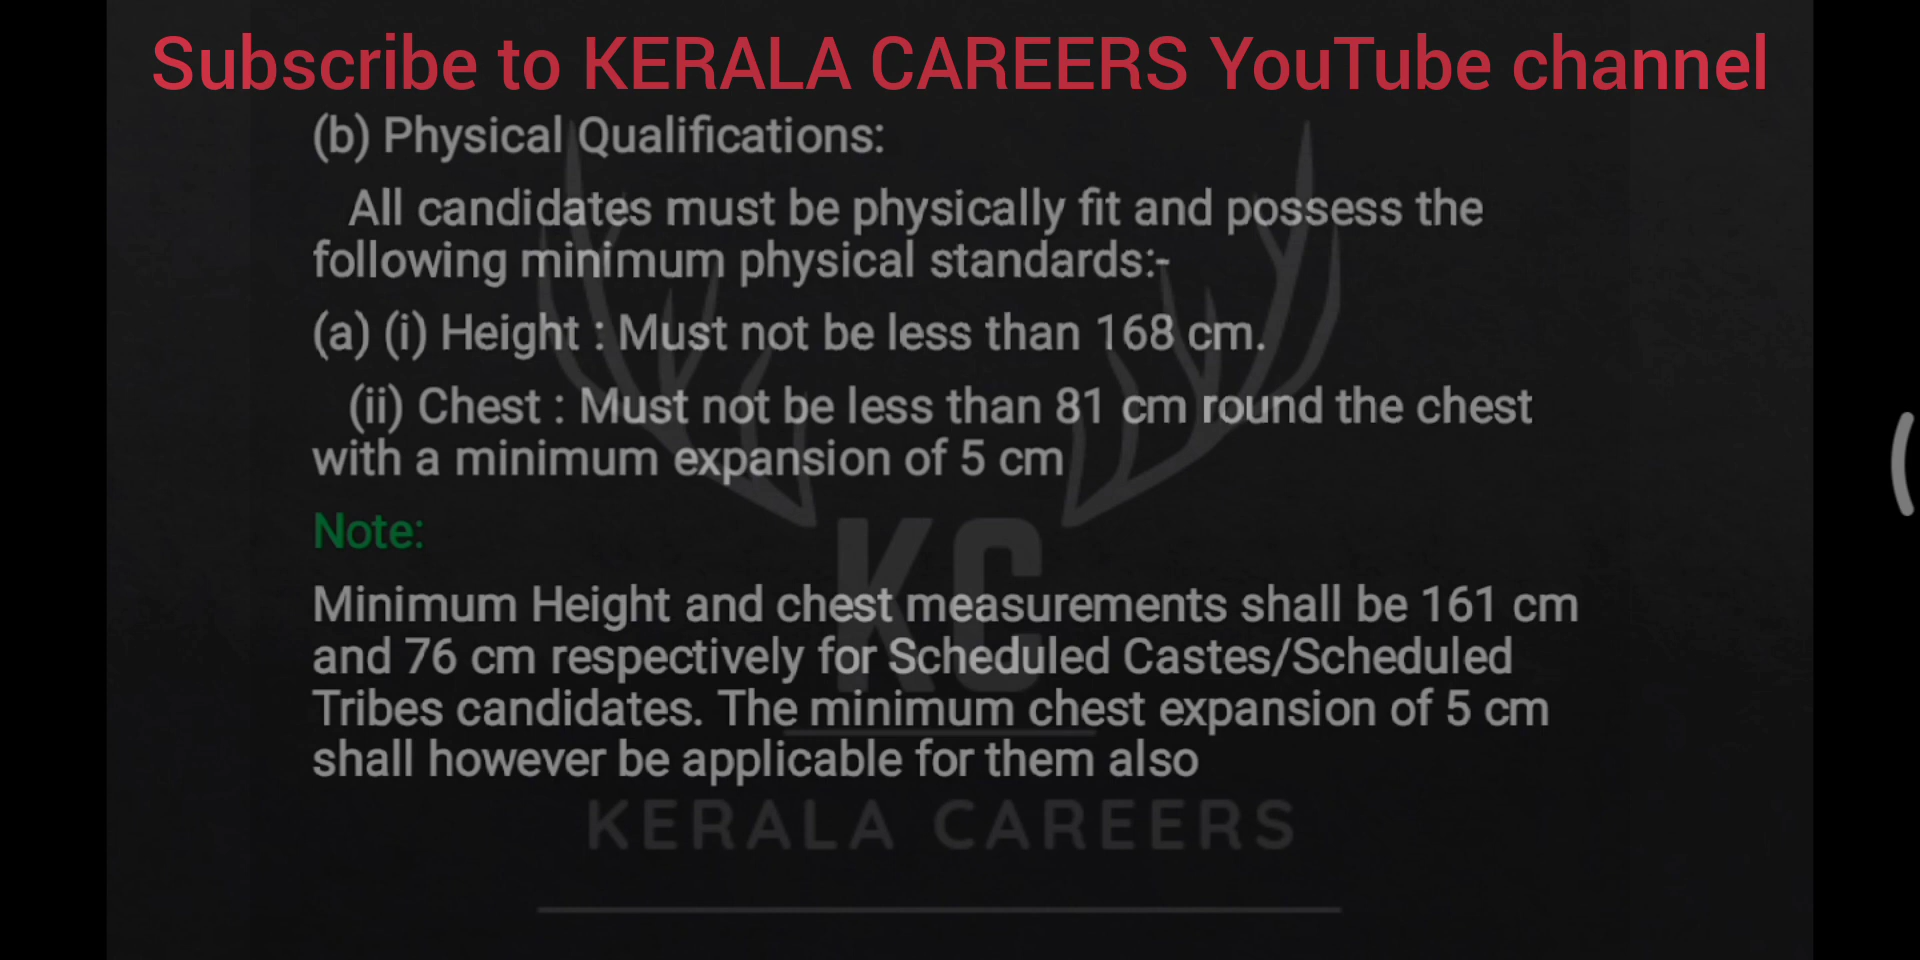 Subscribe to KERALA CAREERS YouTube channel
(b) Physical Qualifications:
All candidates must be physically fit and possess the
following minimum physical standards:-
(a) (i) Height : Must not be less than 168 cm.
(ii) Chest : Must not be less than 81 cm round the chest
with a minimum expansion of 5 cm
Note:
Minimum Height and chest measurements shall be 161 cm
and 76 cm respectively for Scheduled Castes/Scheduled
Tribes candidates. The minimum chest expansion of 5 cm
shall however be applicable for them also
KC
KERALA CAREERS